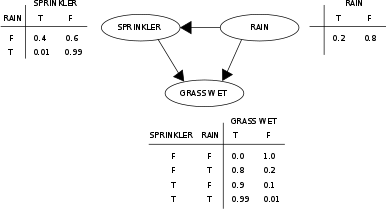 SPRINKLER
RAIN T F
F 0.4 0.6
T 0.01 0.99
SPRINKLER
RAIN
RAIN
T F
0.2 0.8
GRASS WET
GRASS WET
SPRINKLER RAIN T F
F F 0.0 1.0
F T 0.8 0.2
T F 0.9 0.1
T T 0.99 0.01